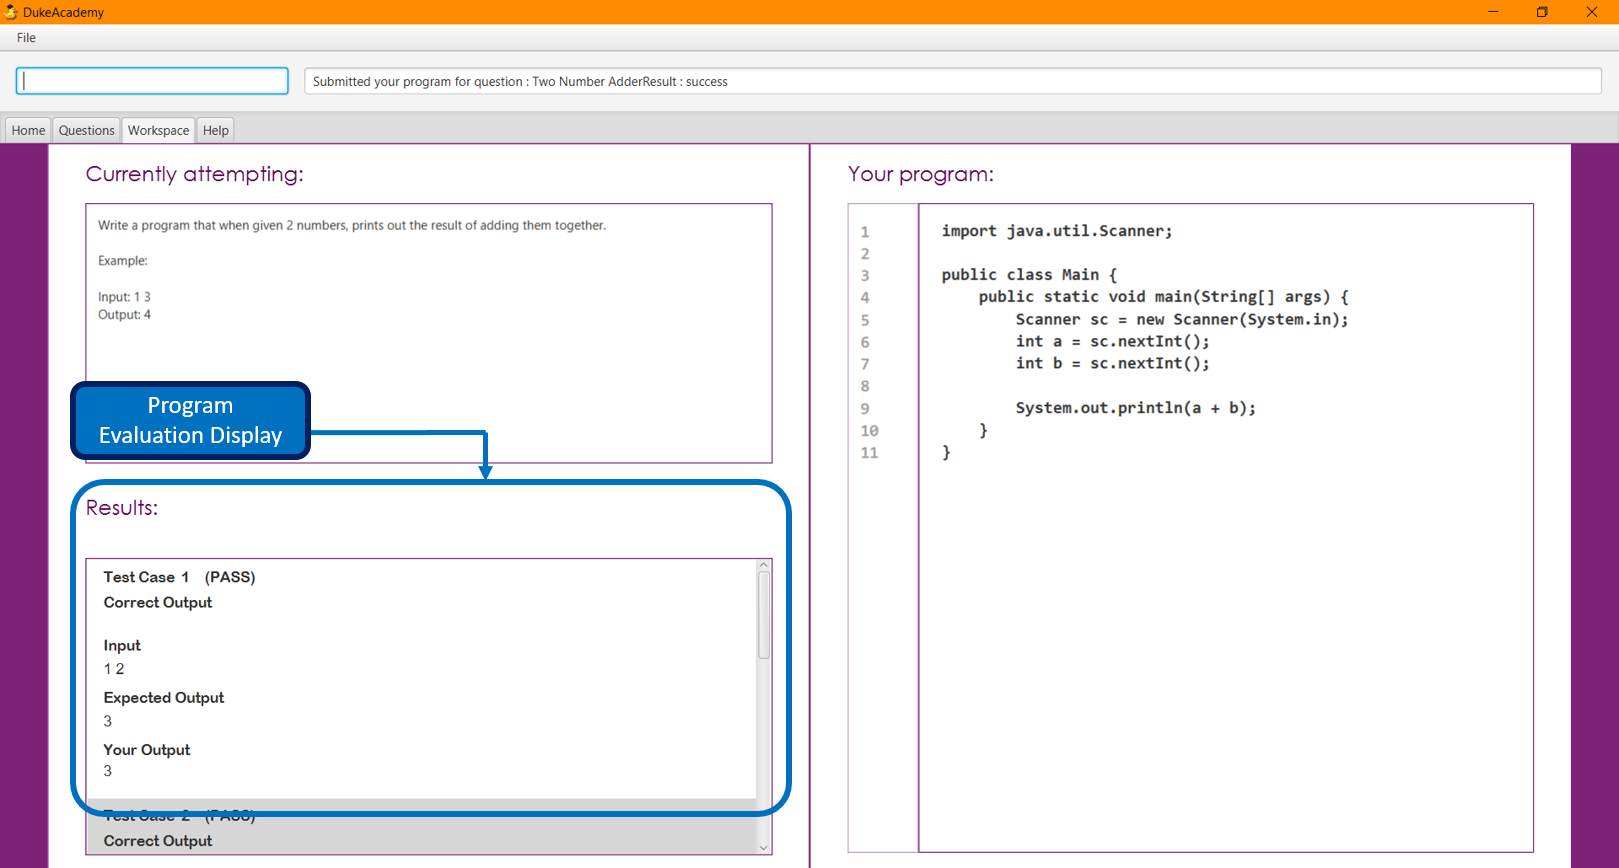 DukeAcademy
File
Submitted your program for question : Two Number AdderResult : success
Home Questions Workspace Help
Currently attempting:
Write a program that when given 2 numbers, prints out the result of adding them together.
Example:
Input: 1 3
Output: 4
Program
Evaluation Display
Results:
Test Case 1 (PASS)
Correct Output
Input
1 2
Expected Output
3
Your Output
3
Test Case 2 (PASS)
Correct Output
Your program:
1 import java.util.Scanner;
2
3 public class Main {
4 public static void main(String[] args) {
5 Scanner sc = new Scanner(System.in);
6 int a = sc.nextInt();
7 int b = sc.nextInt();
8
9 System.out.println(a + b);
10 }
11 }